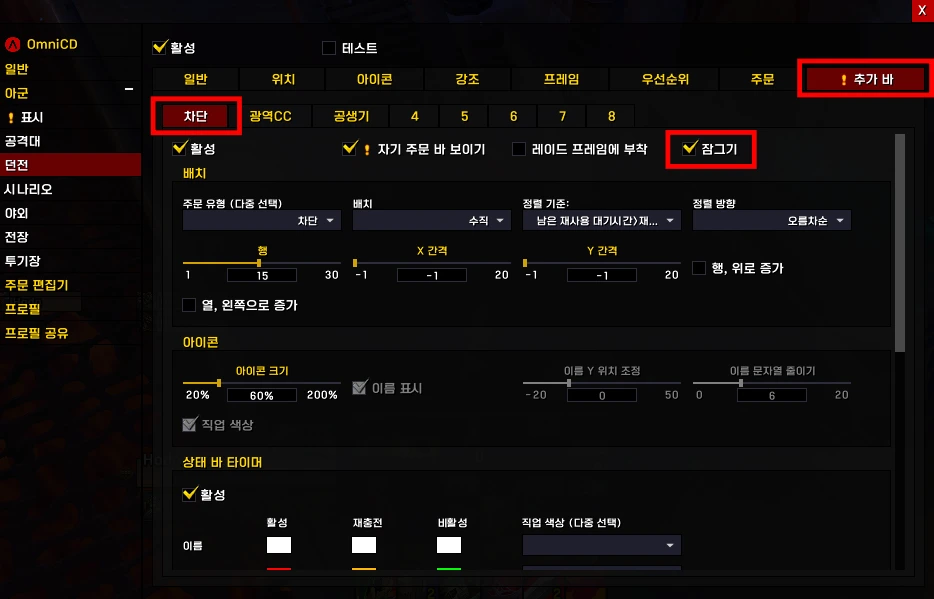 X
OmniCD
일반
아군
! 표시
공격대
던전
시나리오
야외
전장
투기장
주문 편집기
프로필
프로필 공유
활성 테스트
일반 위치 아이콘 강조 프레임 우선순위 주문 ! 추가 바
차단 광역CC 공생기 4 5 6 7 8
활성 ! 자기 주문 바 보이기 레이드 프레임에 부착 잠그기
배치
주문 유형 (다중 선택) 배치 정렬 기준: 정렬 방향
차단 수직 남은 재사용 대기시간>재... 오름차순
행 X 간격 Y 간격
1 15 30 -1 -1 20 -1 -1 20 행, 위로 증가
열, 왼쪽으로 증가
아이콘
아이콘 크기 이름 Y 위치 조정 이름 문자열 줄이기
20% 60% 200% 이름 표시 -20 0 50 0 6 20
직업 색상
상태 바 타이머
활성
활성 재충전 비활성 직업 색상 (다중 선택)
이름